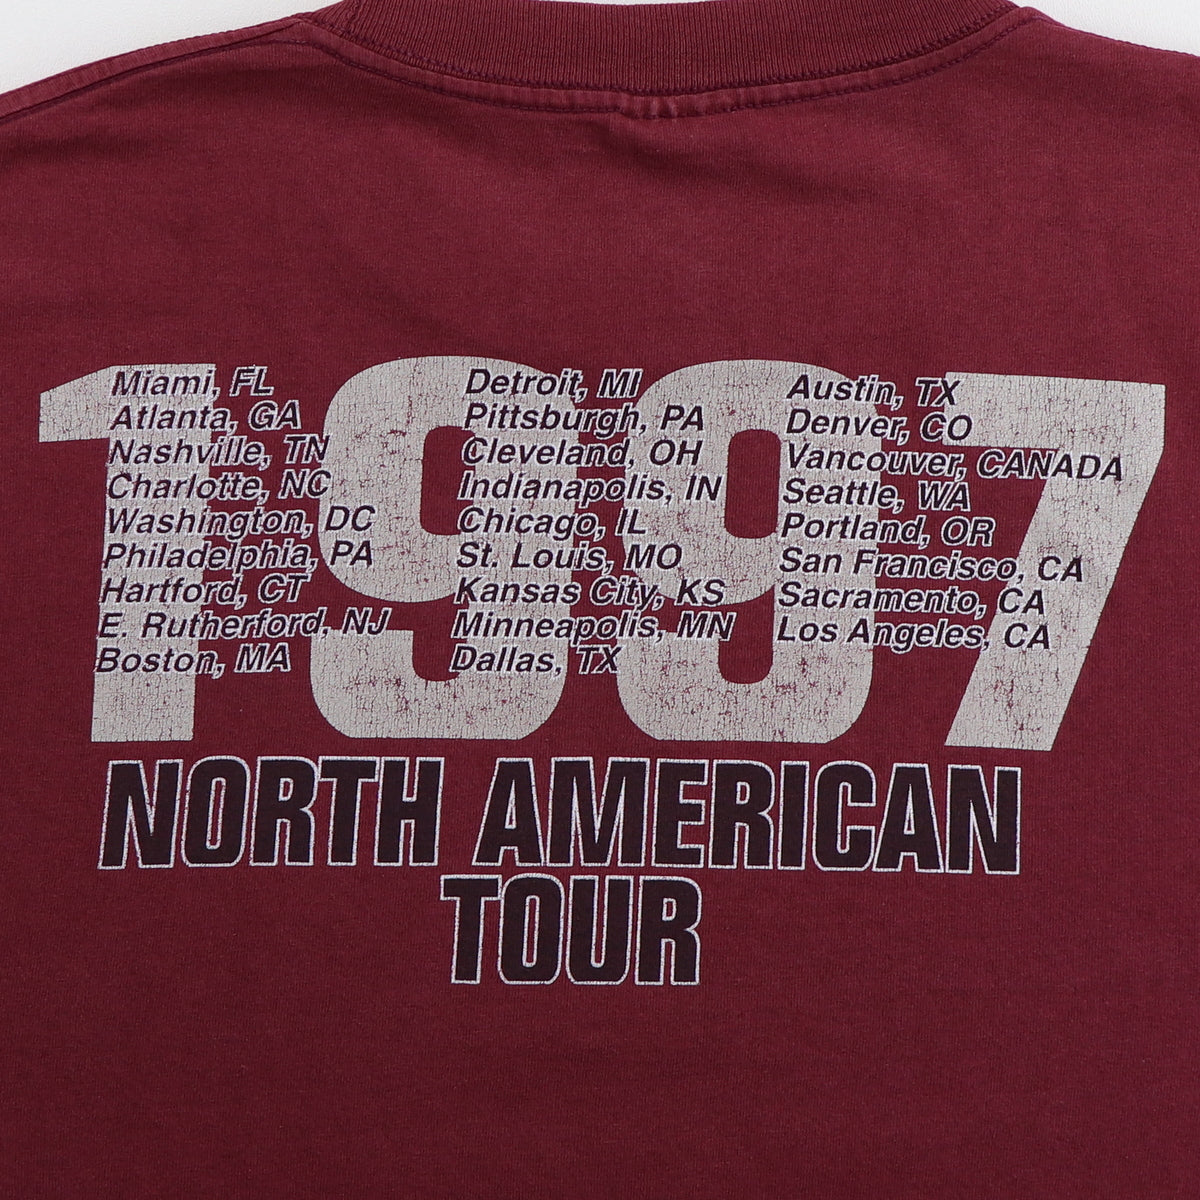 1997
Miami, FL
Atlanta, GA
Nashville, TN
Charlotte, NC
Washington, DC
Philadelphia, PA
Hartford, CT
E. Rutherford, NJ
Boston, MA
Detroit, MI
Pittsburgh, PA
Cleveland, OH
Indianapolis, IN
Chicago, IL
St. Louis, MO
Kansas City, KS
Minneapolis, MN
Dallas, TX
Austin, TX
Denver, CO
Vancouver, CANADA
Seattle, WA
Portland, OR
San Francisco, CA
Sacramento, CA
Los Angeles, CA
NORTH AMERICAN
TOUR